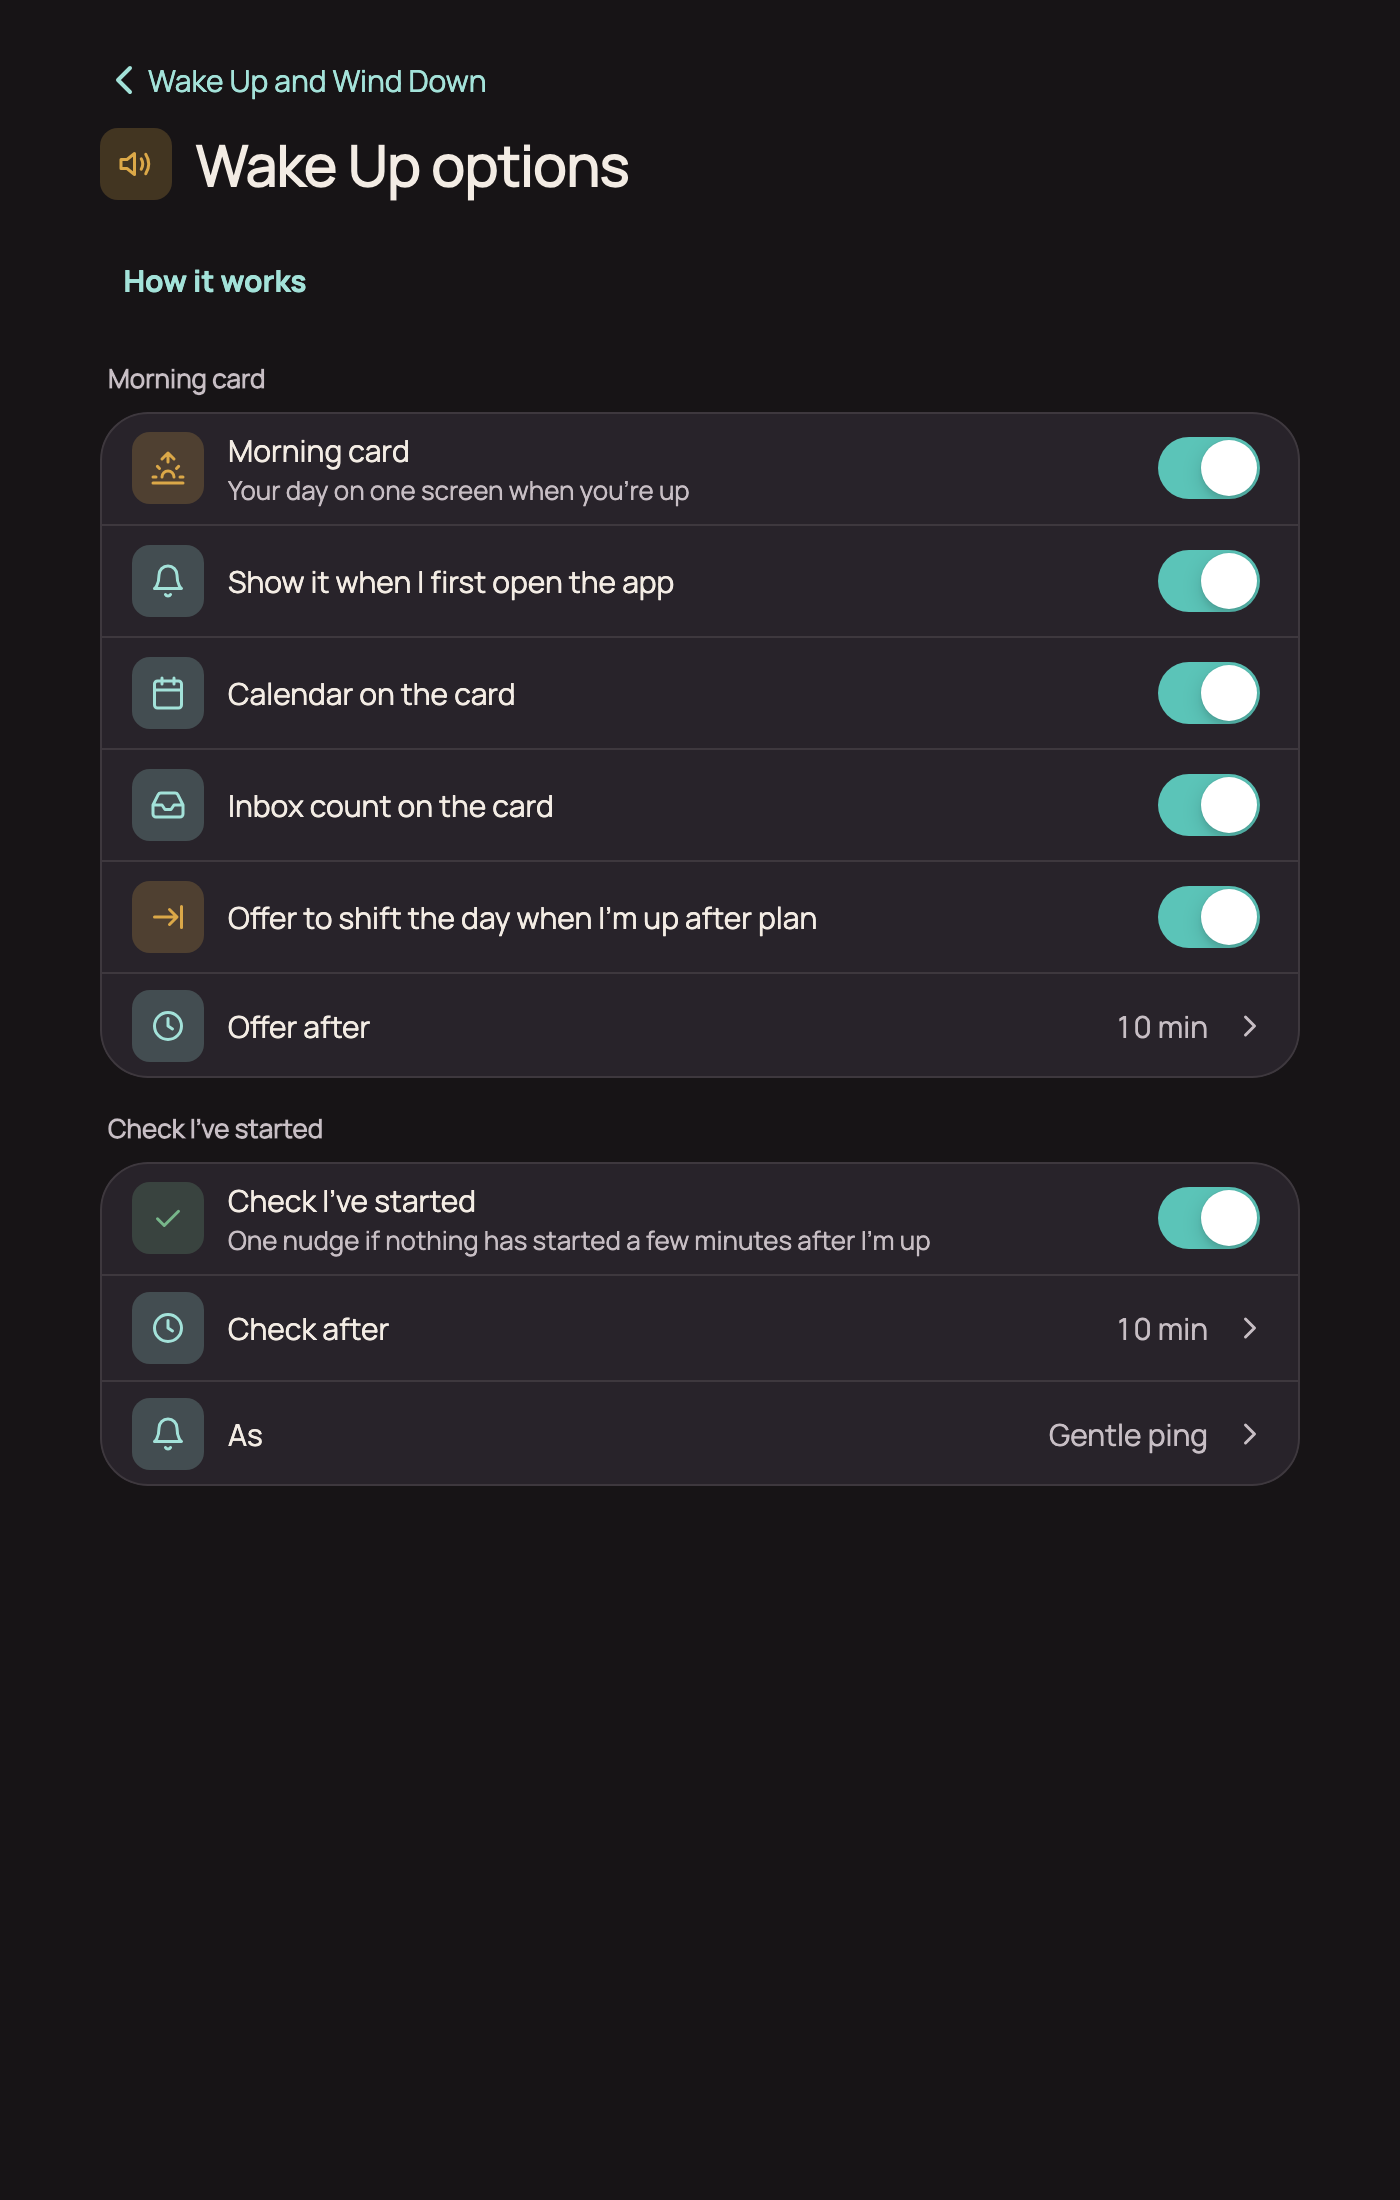 Wake Up and Wind Down
Wake Up options
How it works
Morning card
Morning card
Your day on one screen when you're up
Show it when I first open the app
Calendar on the card
Inbox count on the card
Offer to shift the day when I'm up after plan
Offer after
10 min
Check I've started
Check I've started
One nudge if nothing has started a few minutes after I'm up
Check after
10 min
As
Gentle ping